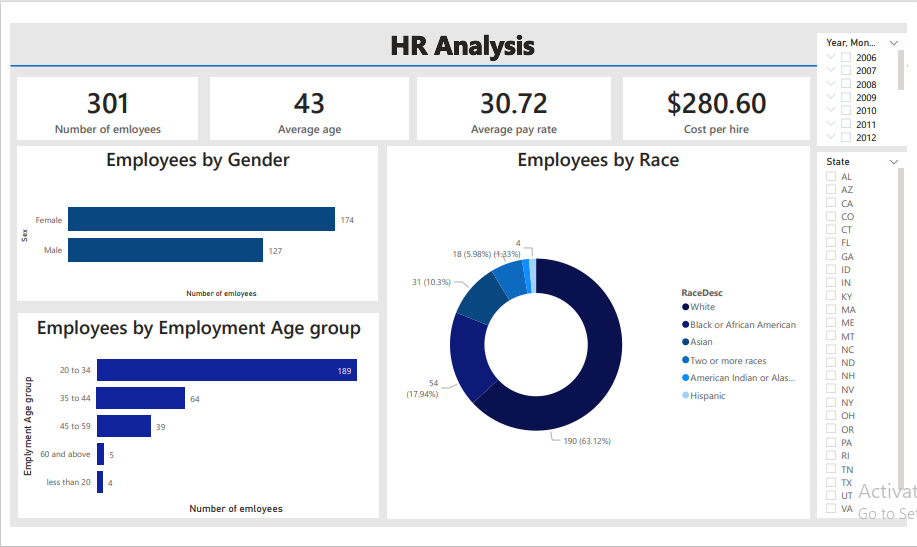 HR Analysis
301
Number of emloyees
43
Average age
30.72
Average pay rate
$280.60
Cost per hire
Year, Mon...
2006
2007
2008
2009
2010
2011
2012
Employees by Gender
Sex
Female
174
Male
127
Number of emloyees
Employees by Employment Age group
Emplyment Age group
20 to 34
189
35 to 44
64
45 to 59
39
60 and above
5
less than 20
4
Number of emloyees
Employees by Race
4
(1.33%)
18 (5.98%)
31 (10.3%)
54
(17.94%)
190 (63.12%)
RaceDesc
White
Black or African American
Asian
Two or more races
American Indian or Alas...
Hispanic
State
AL
AZ
CA
CO
CT
FL
GA
ID
IN
KY
MA
ME
MT
NC
ND
NH
NV
NY
OH
OR
PA
RI
TN
TX
UT
VA
Activat
Go to Set